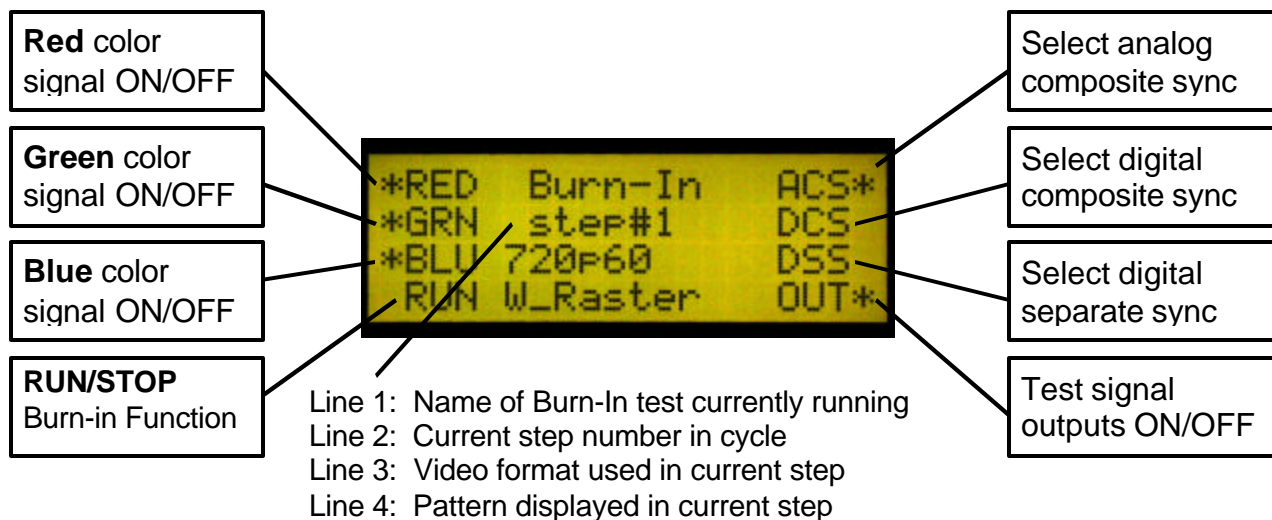 Red color
signal ON/OFF
Green color
signal ON/OFF
Blue color
signal ON/OFF
RUN/STOP
Burn-in Function
*RED Burn-In ACS*
*GRN step#1 DCS
*BLU 720p60 DSS
RUN W_Raster OUT*
Select analog
composite sync
Select digital
composite sync
Select digital
separate sync
Test signal
outputs ON/OFF
Line 1: Name of Burn-In test currently running
Line 2: Current step number in cycle
Line 3: Video format used in current step
Line 4: Pattern displayed in current step